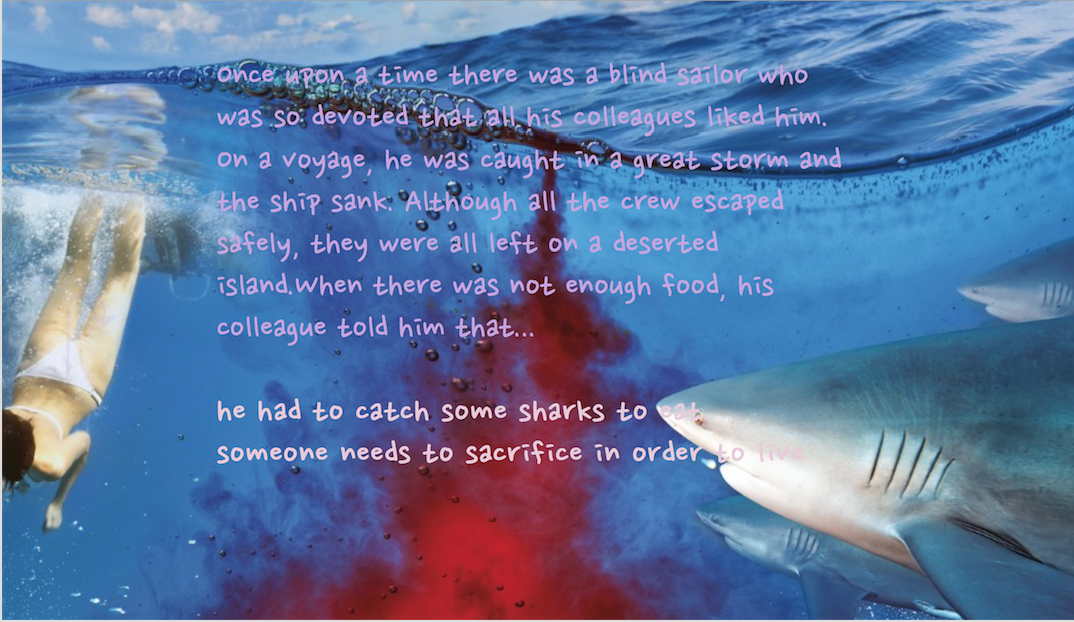 Once upon a time there was a blind sailor who
was so devoted that all his colleagues liked him.
On a voyage, he was caught in a great storm and
the ship sank. Although all the crew escaped
safely, they were all left on a deserted
island.When there was not enough food, his
colleague told him that...
he had to catch some sharks to eat
someone needs to sacrifice in order to live